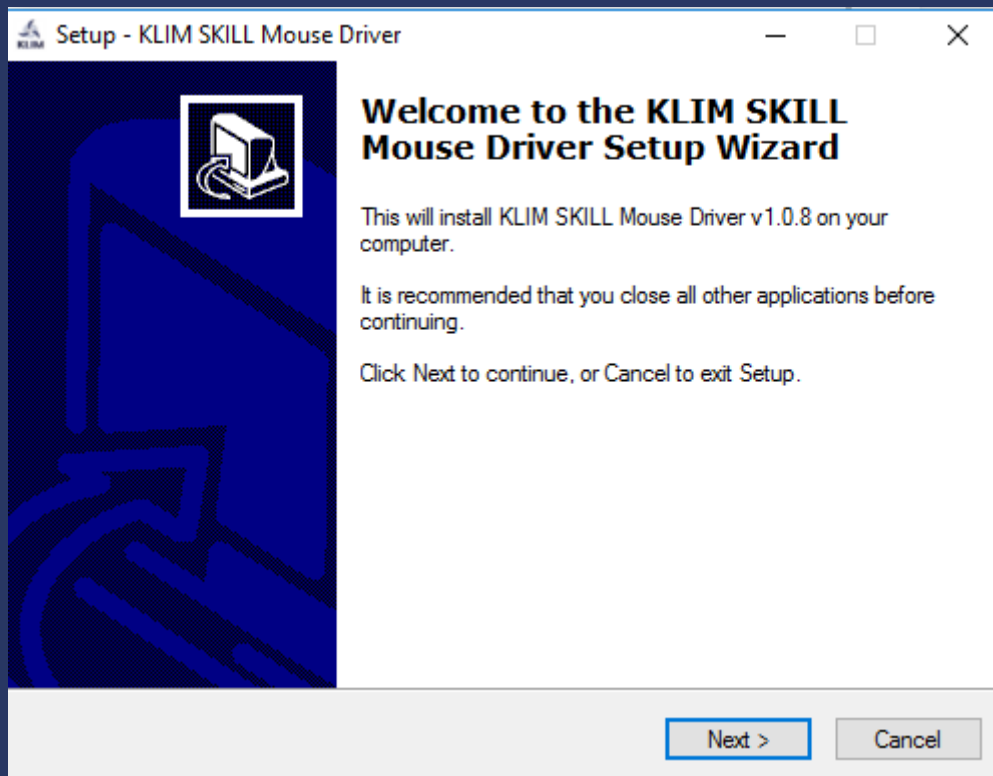 KLIM
Setup - KLIM SKILL Mouse Driver
Welcome to the KLIM SKILL
Mouse Driver Setup Wizard
This will install KLIM SKILL Mouse Driver v1.0.8 on your
computer.
It is recommended that you close all other applications before
continuing.
Click Next to continue, or Cancel to exit Setup.
Next >
Cancel